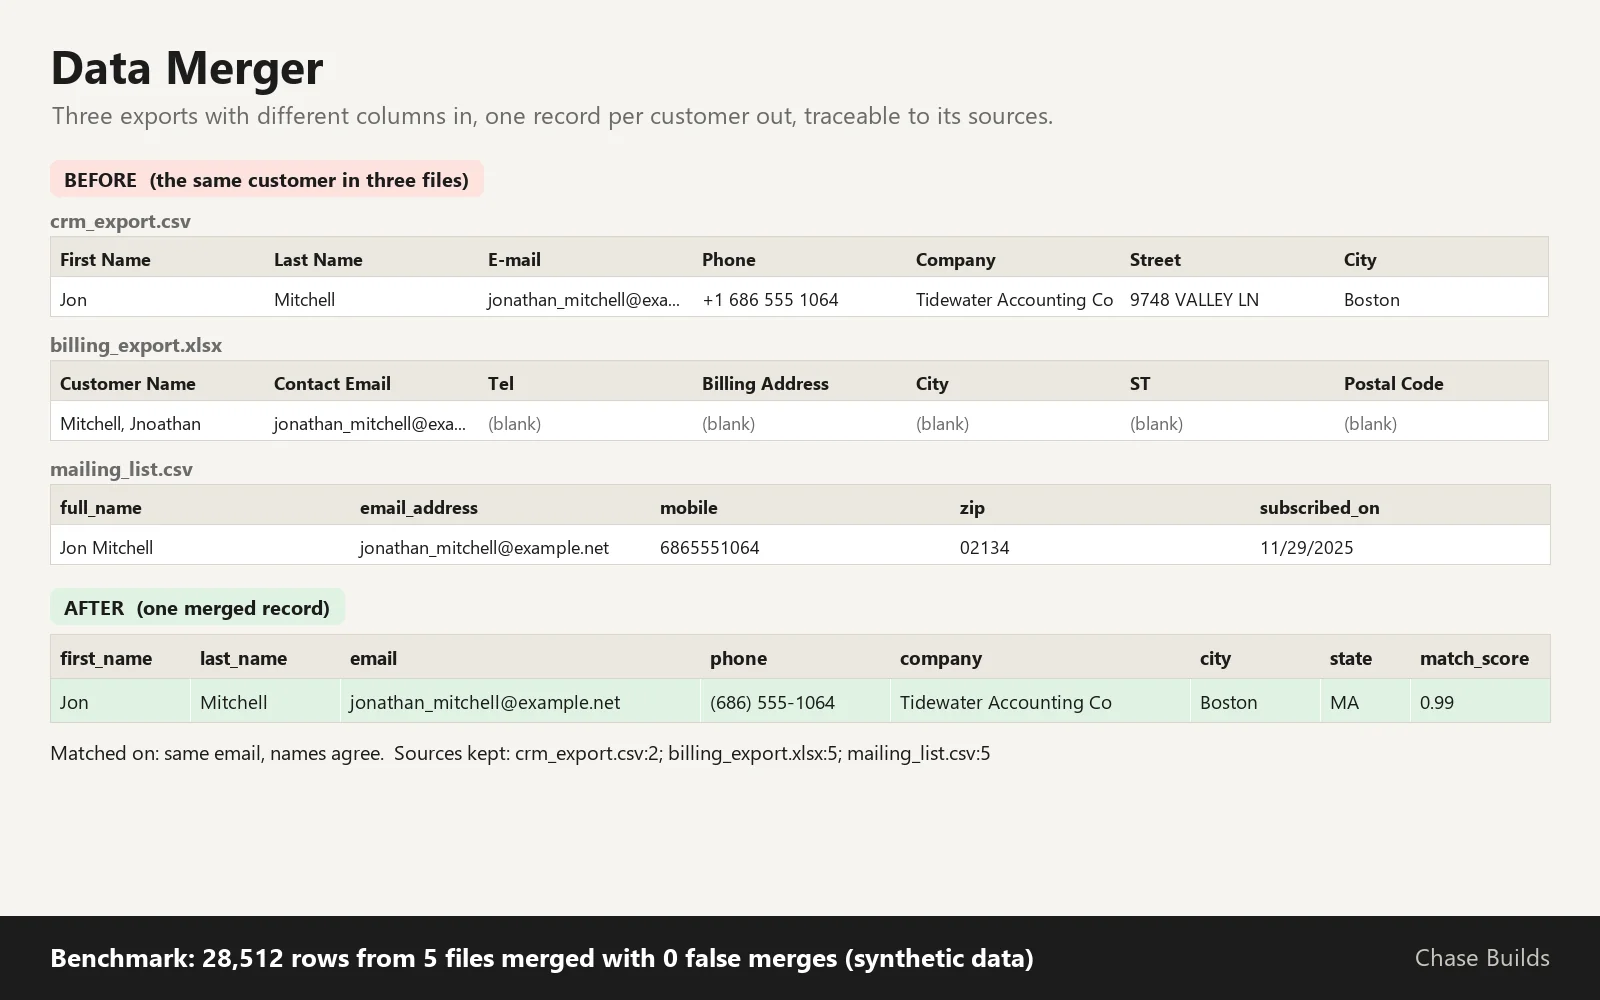 Data Merger
Three exports with different columns in, one record per customer out, traceable to its sources.
BEFORE (the same customer in three files)
crm_export.csv
First Name Last Name E-mail Phone Company Street City
Jon Mitchell jonathan_mitchell@exa... +1 686 555 1064 Tidewater Accounting Co 9748 VALLEY LN Boston
billing_export.xlsx
Customer Name Contact Email Tel Billing Address City ST Postal Code
Mitchell, Jnoathan jonathan_mitchell@exa... (blank) (blank) (blank) (blank) (blank)
mailing_list.csv
full_name email_address mobile zip subscribed_on
Jon Mitchell jonathan_mitchell@example.net 6865551064 02134 11/29/2025
AFTER (one merged record)
first_name last_name email phone company city state match_score
Jon Mitchell jonathan_mitchell@example.net (686) 555-1064 Tidewater Accounting Co Boston MA 0.99
Matched on: same email, names agree. Sources kept: crm_export.csv:2; billing_export.xlsx:5; mailing_list.csv:5
Benchmark: 28,512 rows from 5 files merged with 0 false merges (synthetic data)
Chase Builds